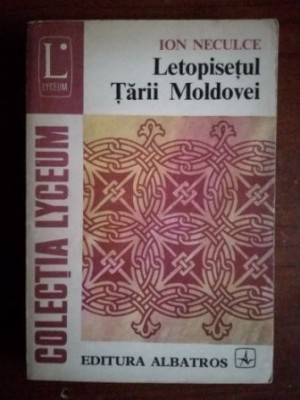 L
LYCEUM
ION NECULCE
Letopisețul
Țării Moldovei
COLECȚIA LYCEUM
EDITURA ALBATROS